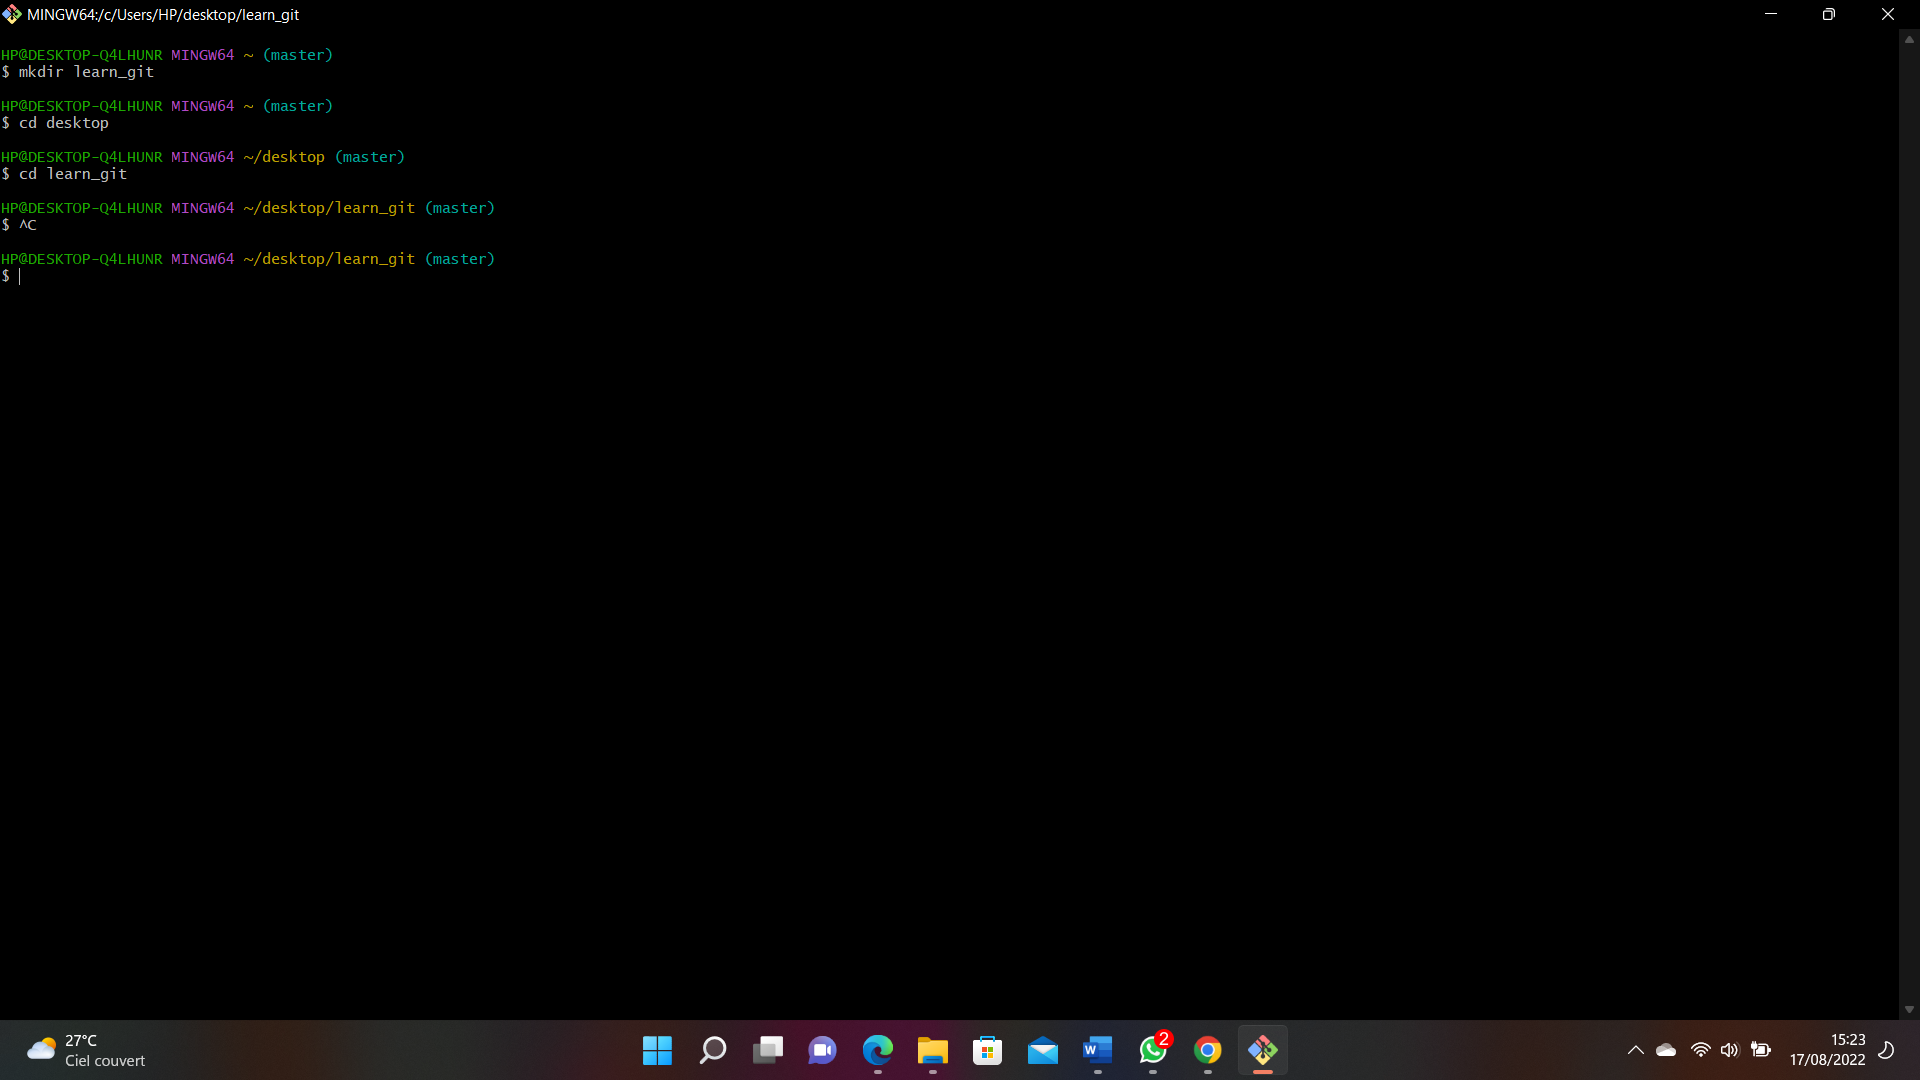 MINGW64:/c/Users/HP/desktop/learn_git
HP@DESKTOP-Q4LHUNR MINGW64 ~ (master)
$ mkdir learn_git
HP@DESKTOP-Q4LHUNR MINGW64 ~ (master)
$ cd desktop
HP@DESKTOP-Q4LHUNR MINGW64 ~/desktop (master)
$ cd learn_git
HP@DESKTOP-Q4LHUNR MINGW64 ~/desktop/learn_git (master)
$ ^C
HP@DESKTOP-Q4LHUNR MINGW64 ~/desktop/learn_git (master)
$
27°C
Ciel couvert
W
2
15:23
17/08/2022